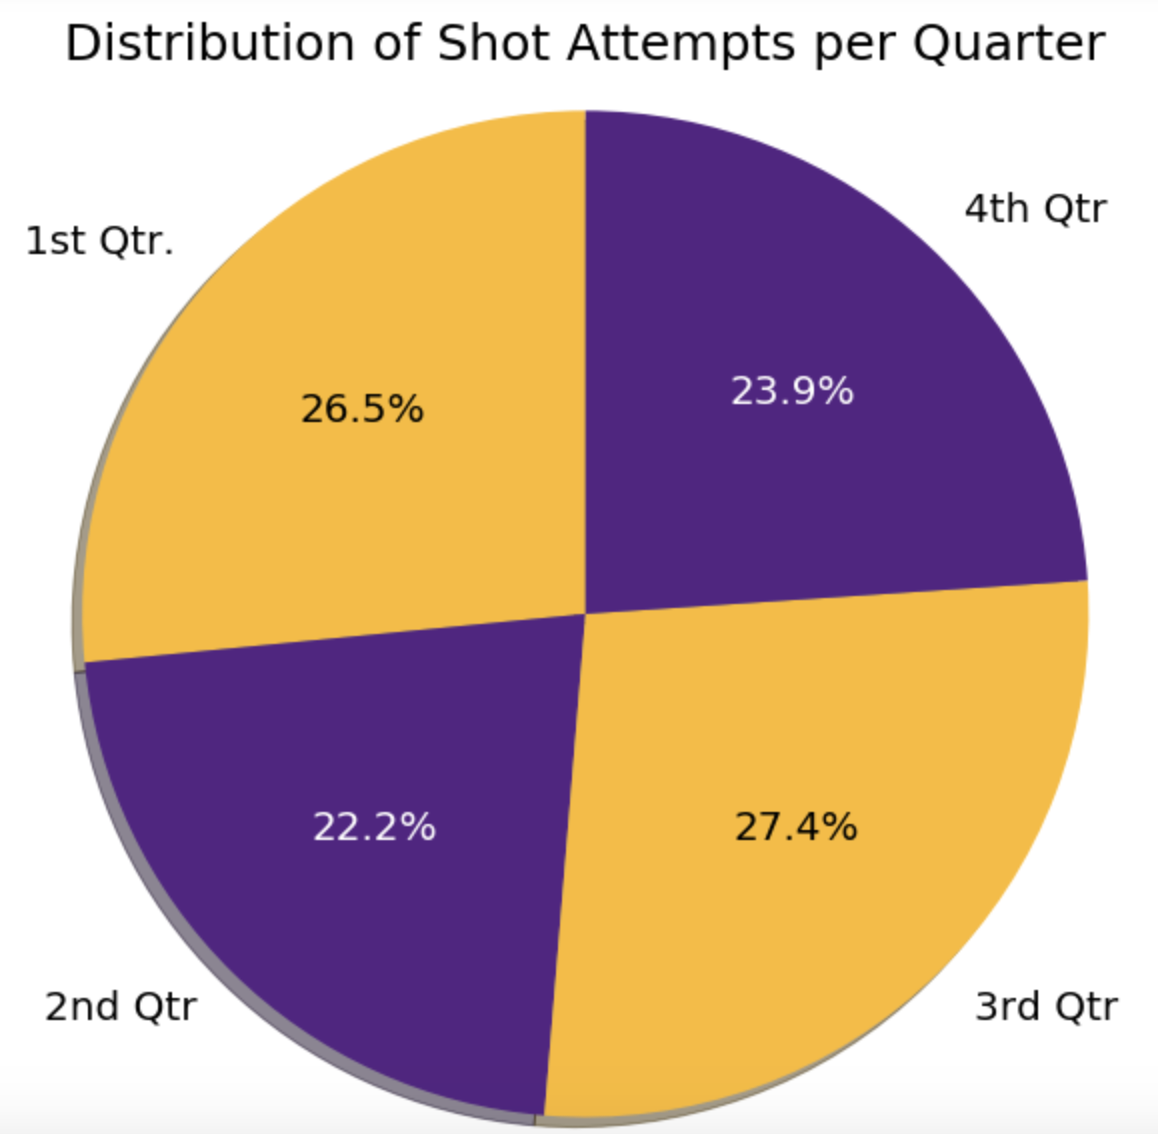 Distribution of Shot Attempts per Quarter
4th Qtr
1st Qtr.
23.9%
26.5%
22.2%
27.4%
2nd Qtr
3rd Qtr